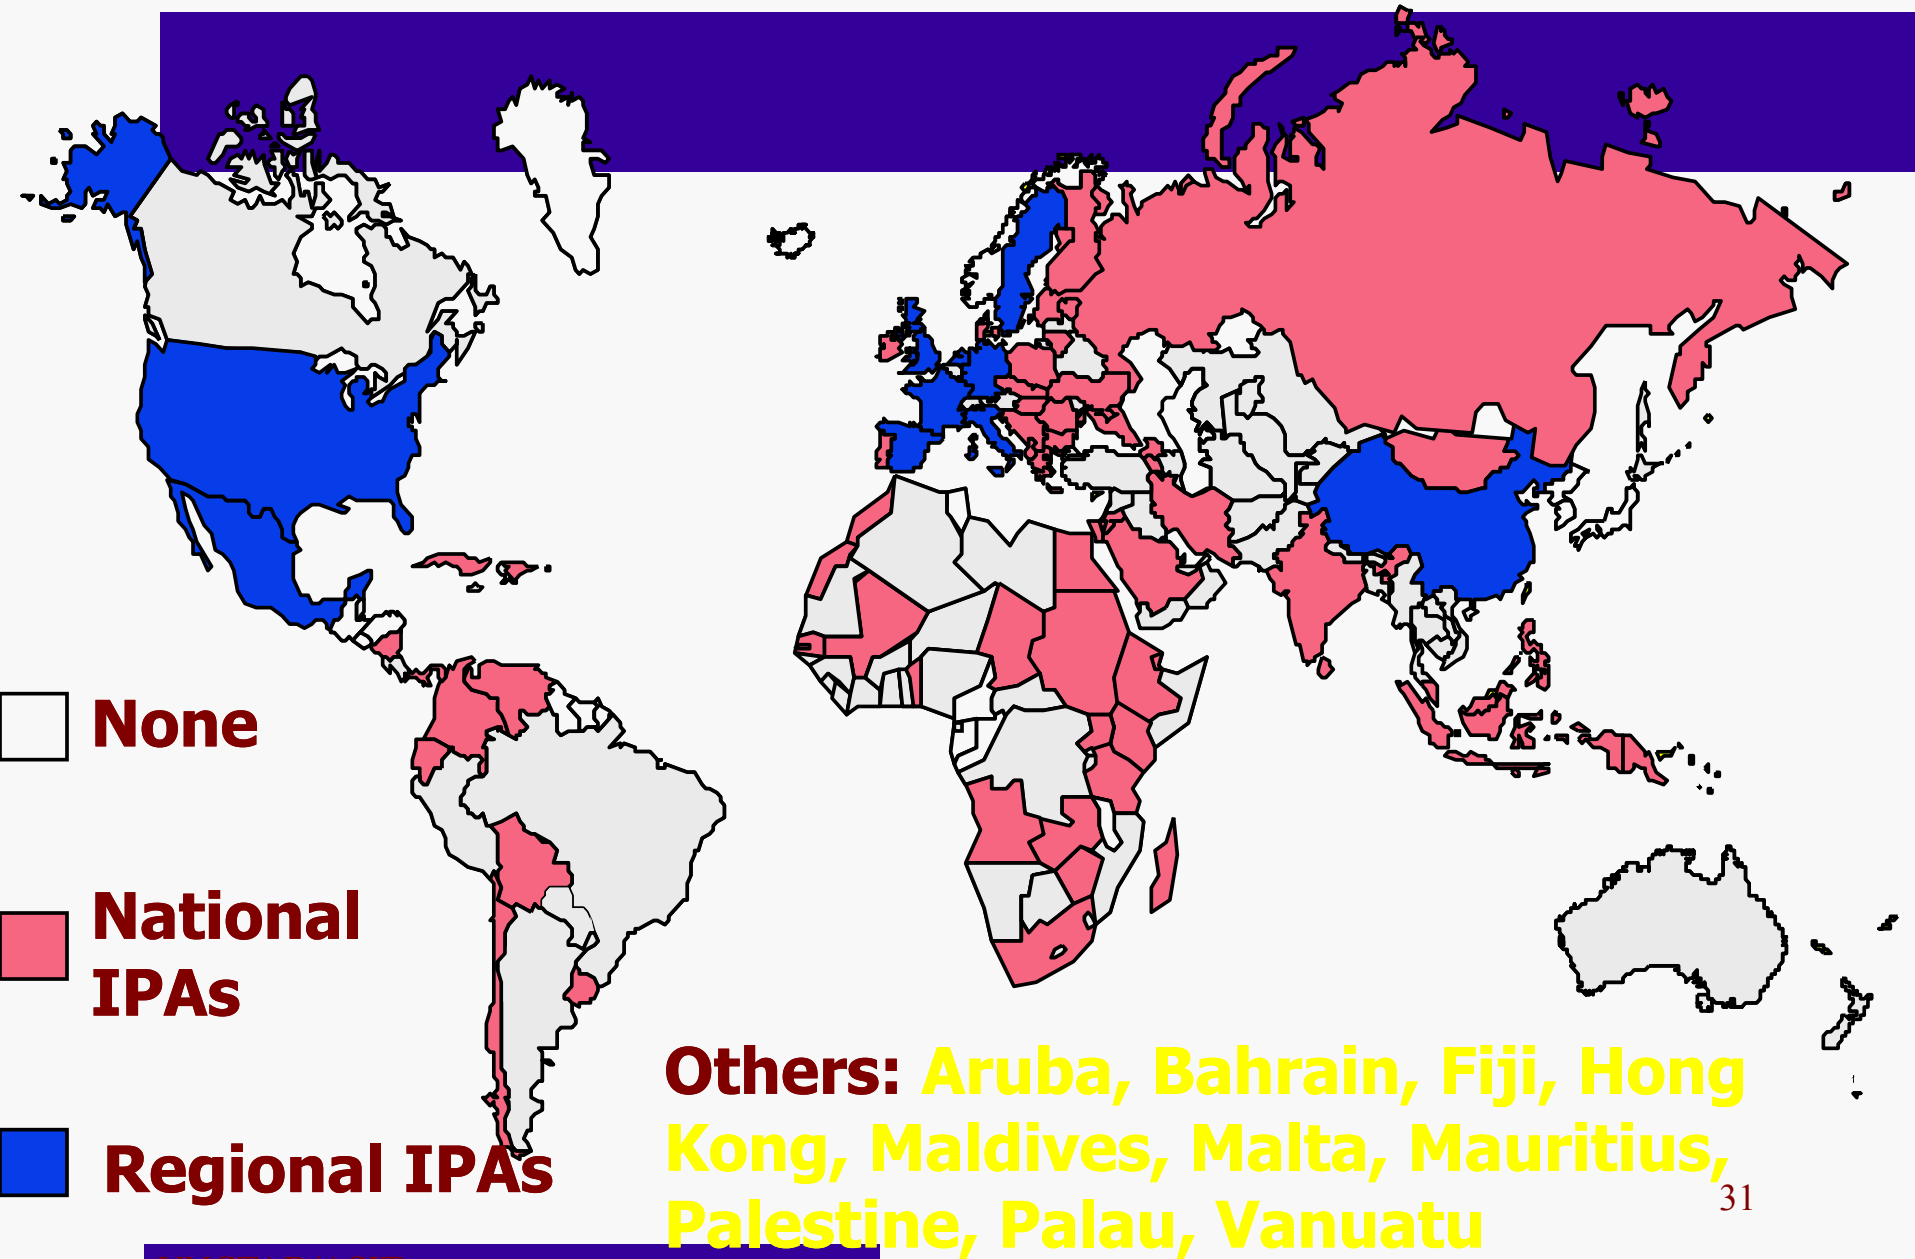 None
National
IPAs
Regional IPAs
Others: Aruba, Bahrain, Fiji, Hong
Kong, Maldives, Malta, Mauritius,
Palestine, Palau, Vanuatu
31